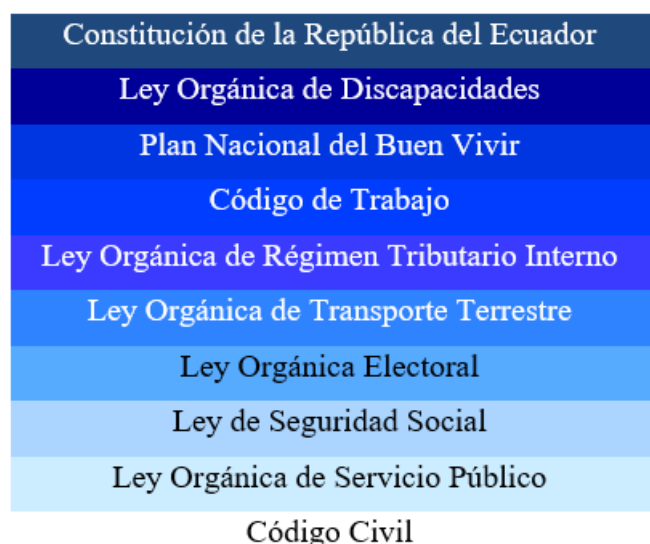 Constitución de la República del Ecuador
Ley Orgánica de Discapacidades
Plan Nacional del Buen Vivir
Código de Trabajo
Ley Orgánica de Régimen Tributario Interno
Ley Orgánica de Transporte Terrestre
Ley Orgánica Electoral
Ley de Seguridad Social
Ley Orgánica de Servicio Público
Código Civil